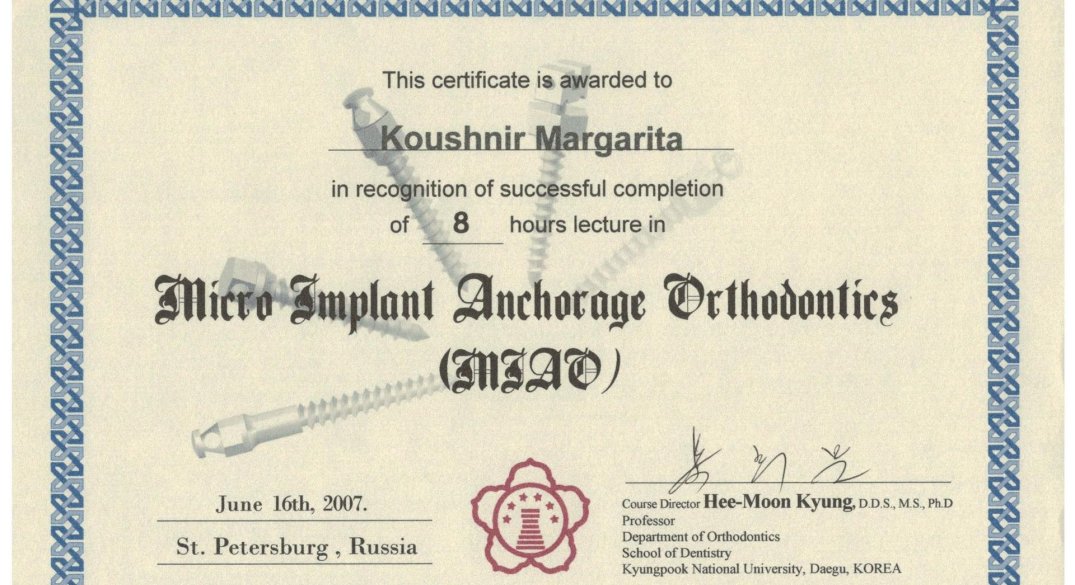 This certificate is awarded to
Koushnir Margarita
in recognition of successful completion
of 8 hours lecture in
Micro Implant Anchorage Orthodontics
(MIAO)
June 16th, 2007.
St. Petersburg , Russia
Course Director Hee-Moon Kyung, D.D.S., M.S., Ph.D
Professor
Department of Orthodontics
School of Dentistry
Kyungpook National University, Daegu, KOREA